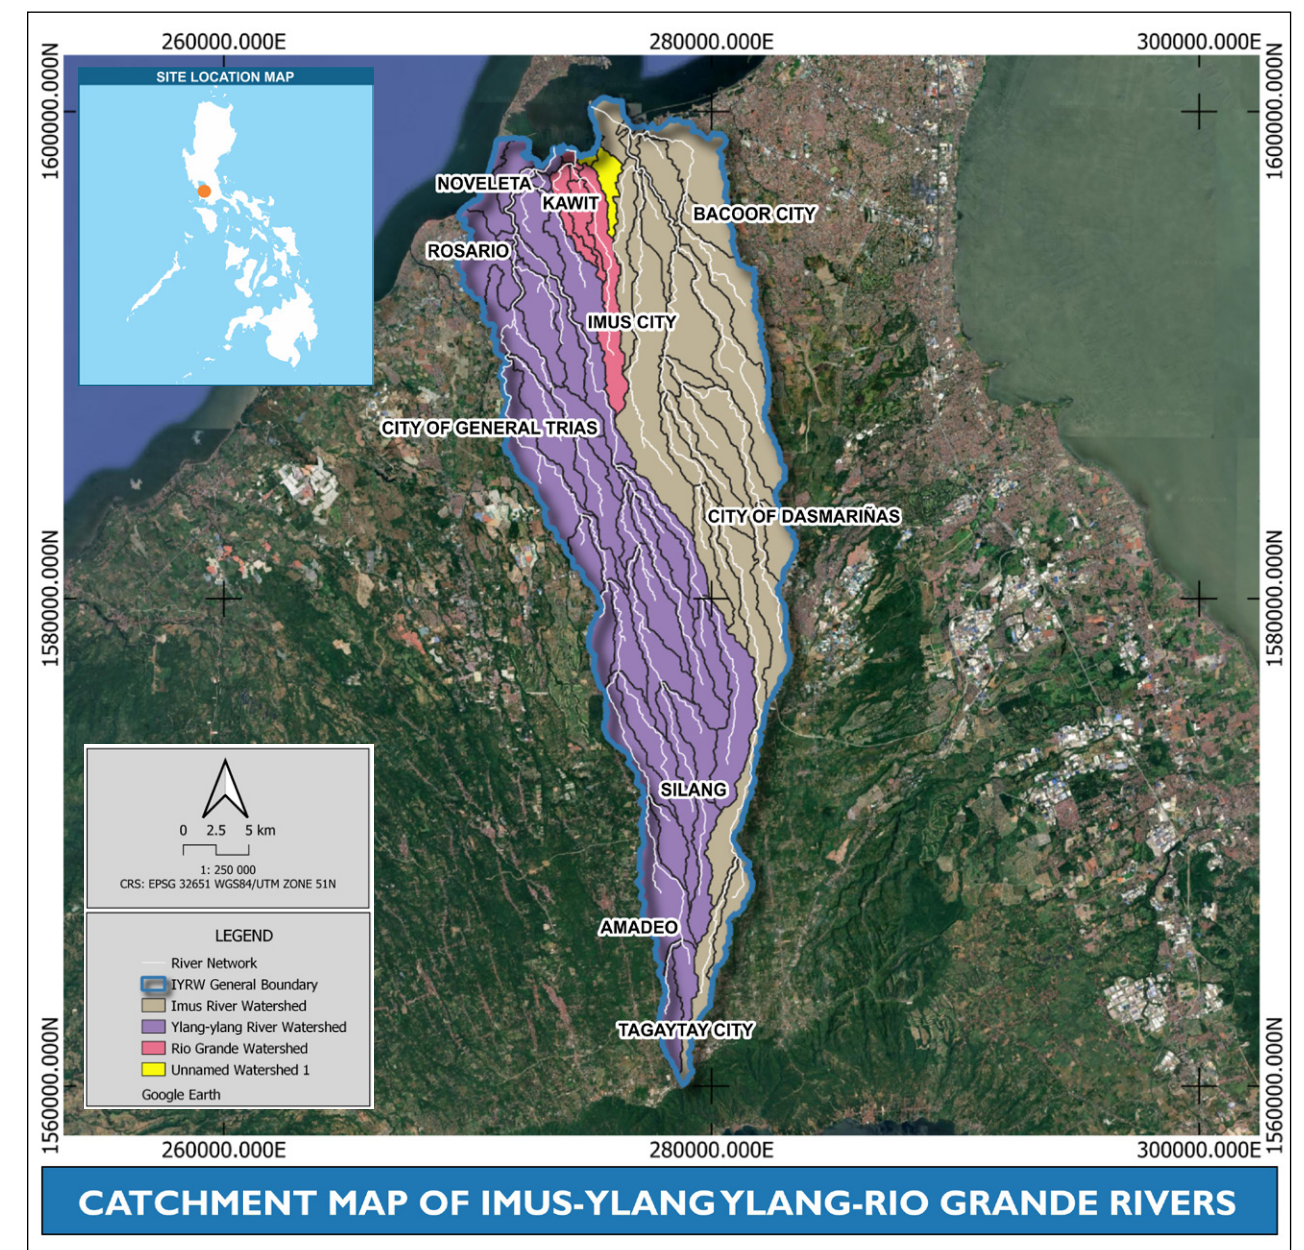 260000.000E 280000.000E 300000.000E
1600000.000N 1600000.000N
SITE LOCATION MAP
NOVELETA
KAWIT
BACOOR CITY
ROSARIO
IMUS CITY
CITY OF GENERAL TRIAS
CITY OF DASMARIÑAS
1580000.000N 1580000.000N
SILANG
AMADEO
TAGAYTAY CITY
0 2.5 5 km
1: 250 000
CRS: EPSG 32651 WGS84/UTM ZONE 51N
LEGEND
River Network
IYRW General Boundary
Imus River Watershed
Ylang-ylang River Watershed
Rio Grande Watershed
Unnamed Watershed 1
Google Earth
1560000.000N 1560000.000N
260000.000E 280000.000E 300000.000E
CATCHMENT MAP OF IMUS-YLANG YLANG-RIO GRANDE RIVERS